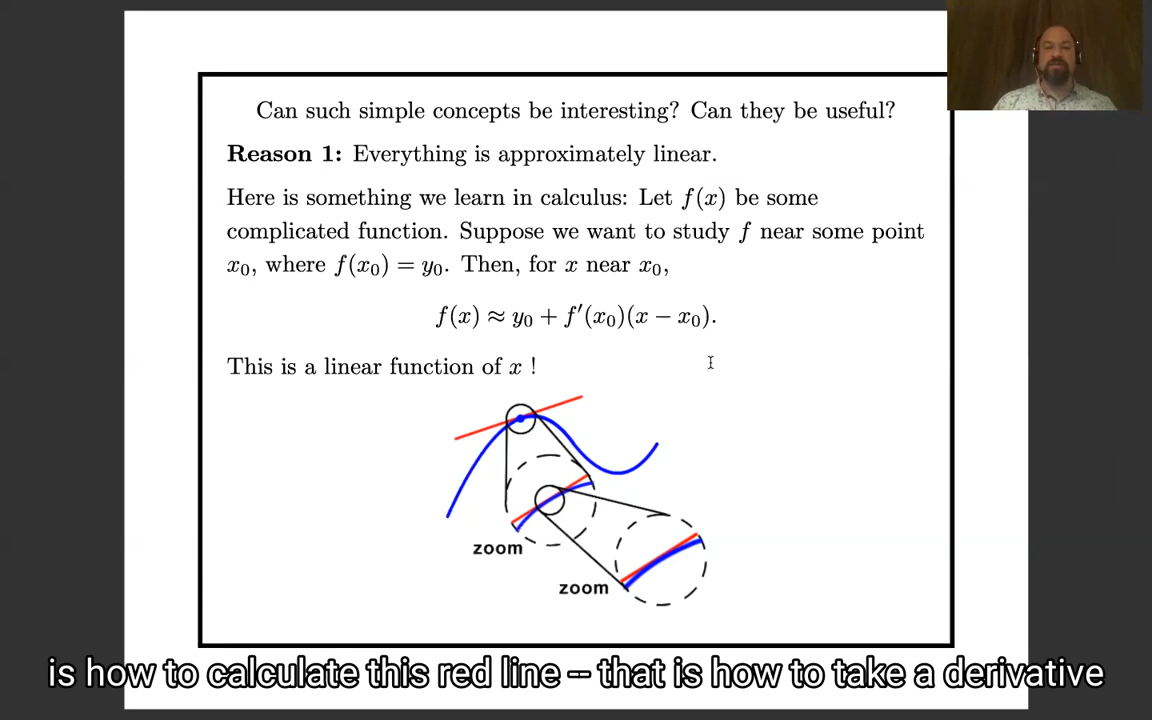 Can such simple concepts be interesting? Can they be useful?
Reason 1: Everything is approximately linear.
Here is something we learn in calculus: Let f(x) be some
complicated function. Suppose we want to study f near some point
x₀, where f(x₀) = y₀. Then, for x near x₀,
f(x) ≈ y₀ + f′(x₀)(x − x₀).
This is a linear function of x !
zoom
zoom
is how to calculate this red line – that is how to take a derivative